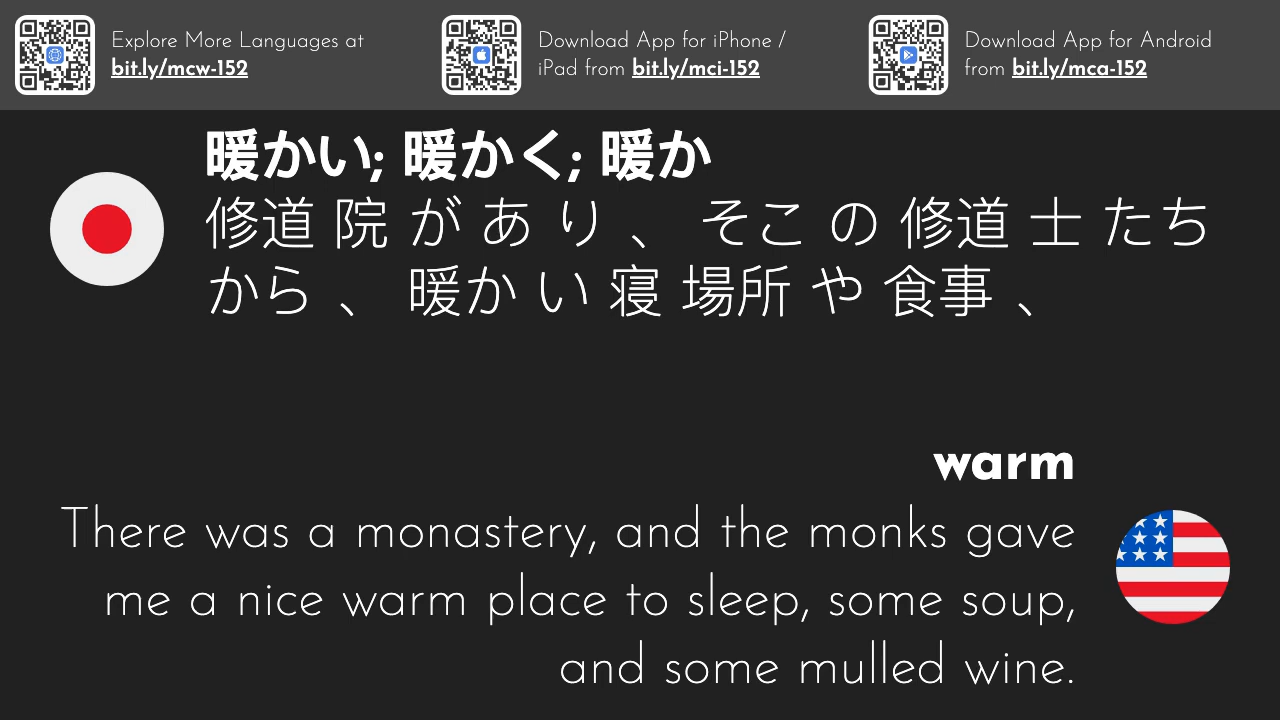 Explore More Languages at
bit.ly/mcw-152
Download App for iPhone /
iPad from bit.ly/mci-152
Download App for Android
from bit.ly/mca-152
暖かい; 暖かく; 暖か
修道 院 が あ り 、 そこ の 修道 士 たち
から 、 暖か い 寝 場所 や 食事 、
warm
There was a monastery, and the monks gave
me a nice warm place to sleep, some soup,
and some mulled wine.